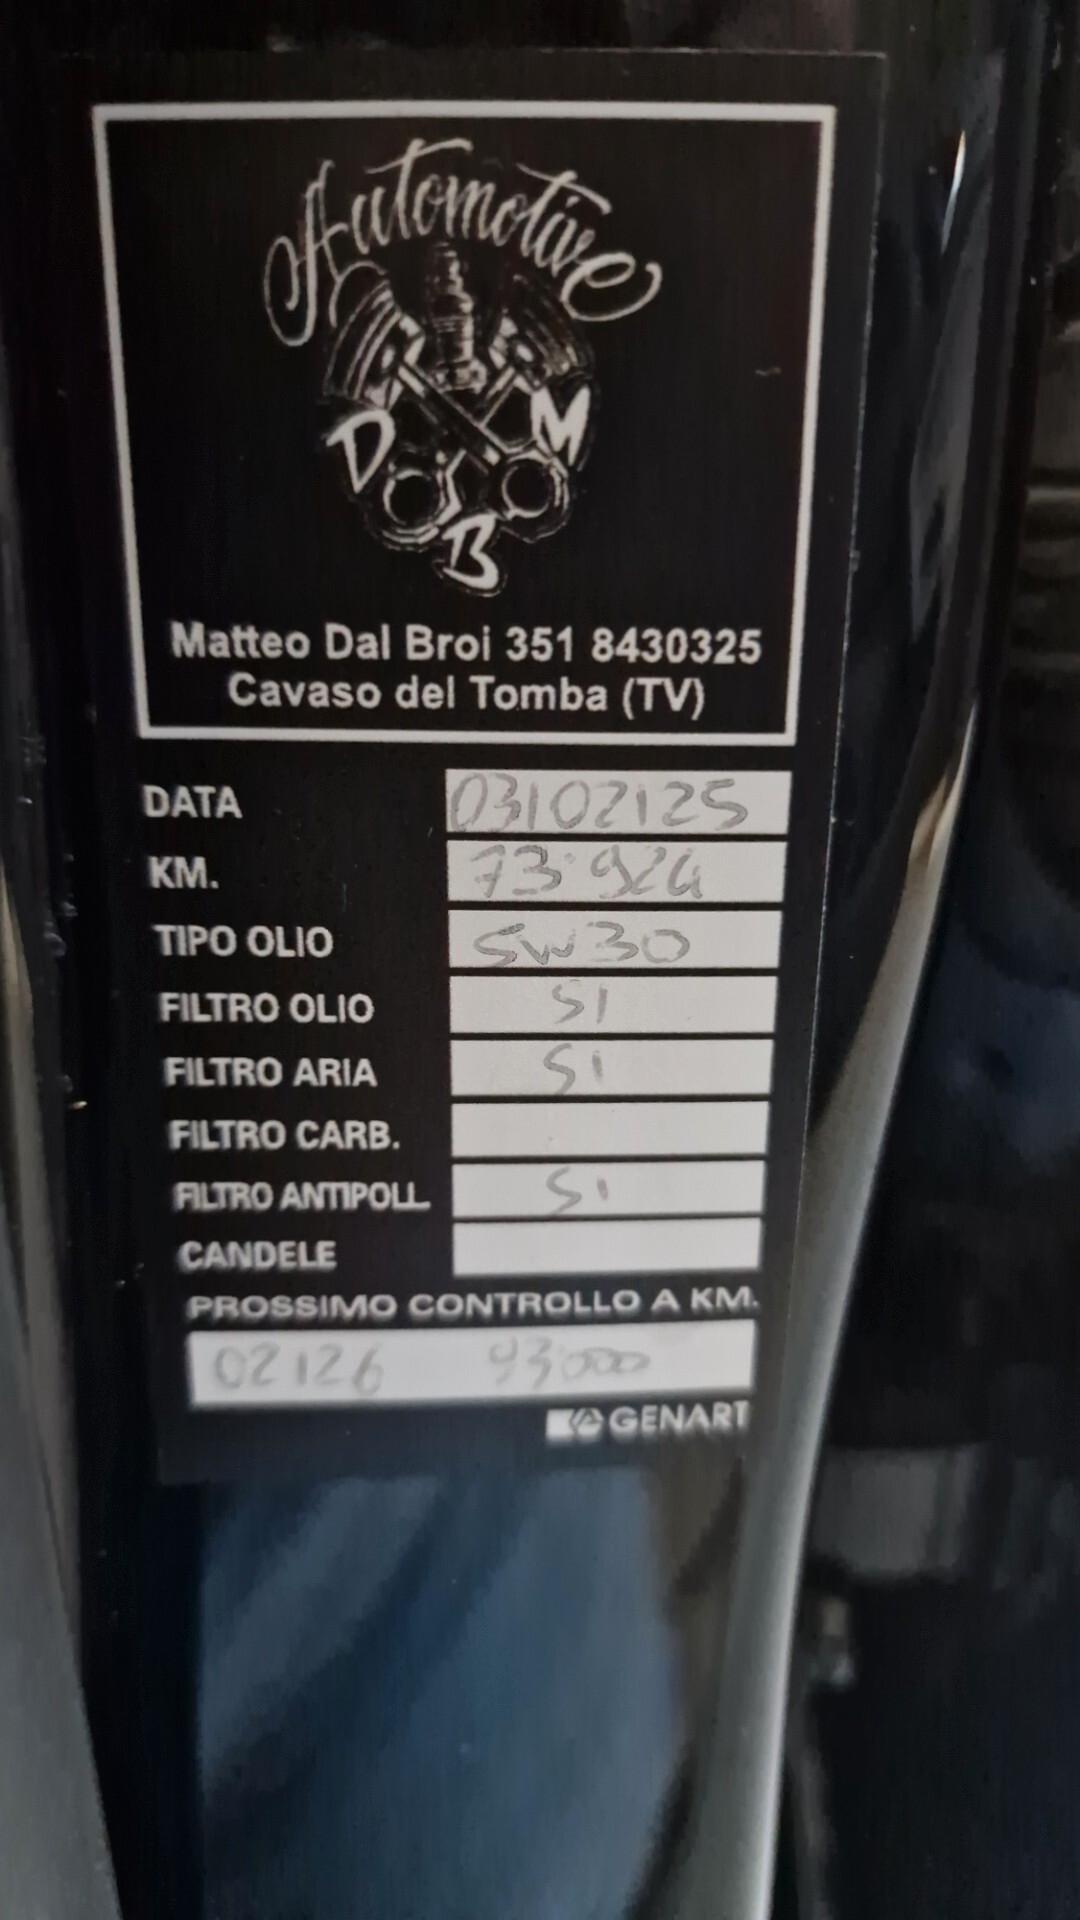 Automotive
D M
B
Matteo Dal Broi 351 8430325
Cavaso del Tomba (TV)
DATA 03/02/25
KM. 73.924
TIPO OLIO 5W30
FILTRO OLIO SI
FILTRO ARIA SI
FILTRO CARB.
FILTRO ANTIPOLL. SI
CANDELE
PROSSIMO CONTROLLO A KM.
02/26 93000
GENART